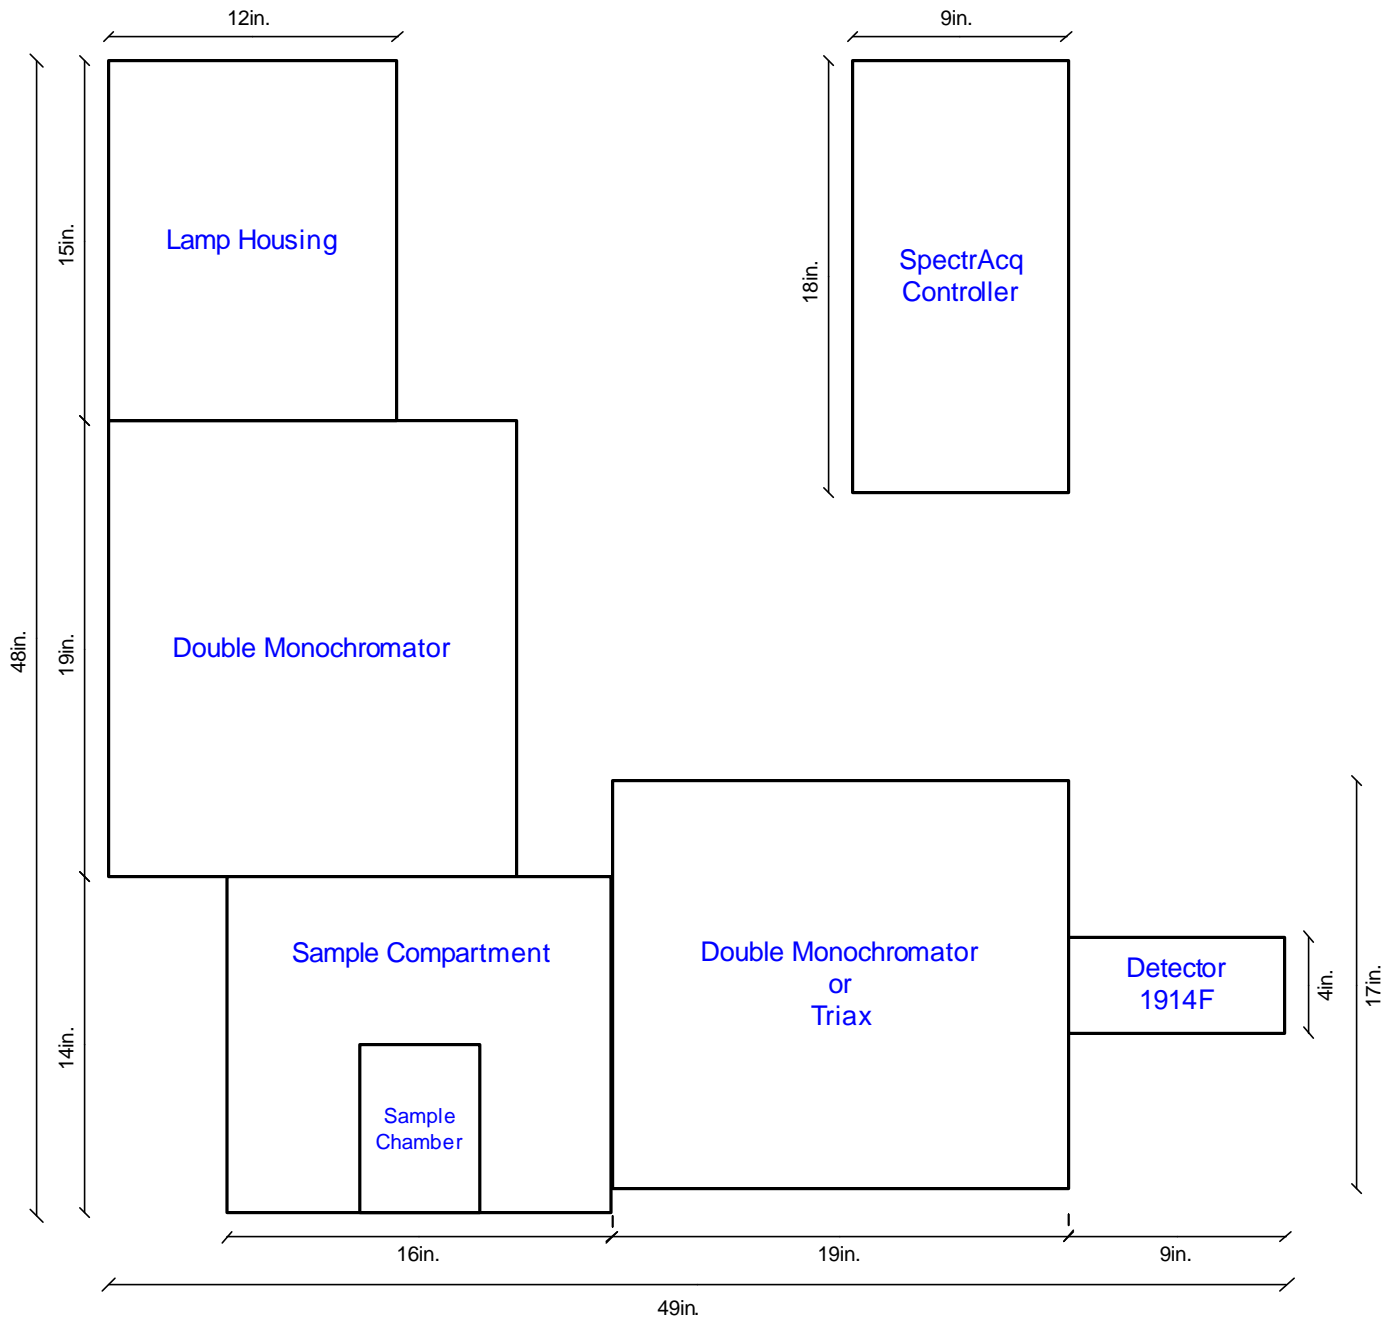 12in.
9in.
15in.
Lamp Housing
18in.
SpectrAcq
Controller
48in.
19in.
Double Monochromator
Sample Compartment
Double Monochromator
or
Triax
Detector
1914F
4in.
17in.
14in.
Sample
Chamber
16in.
19in.
9in.
49in.